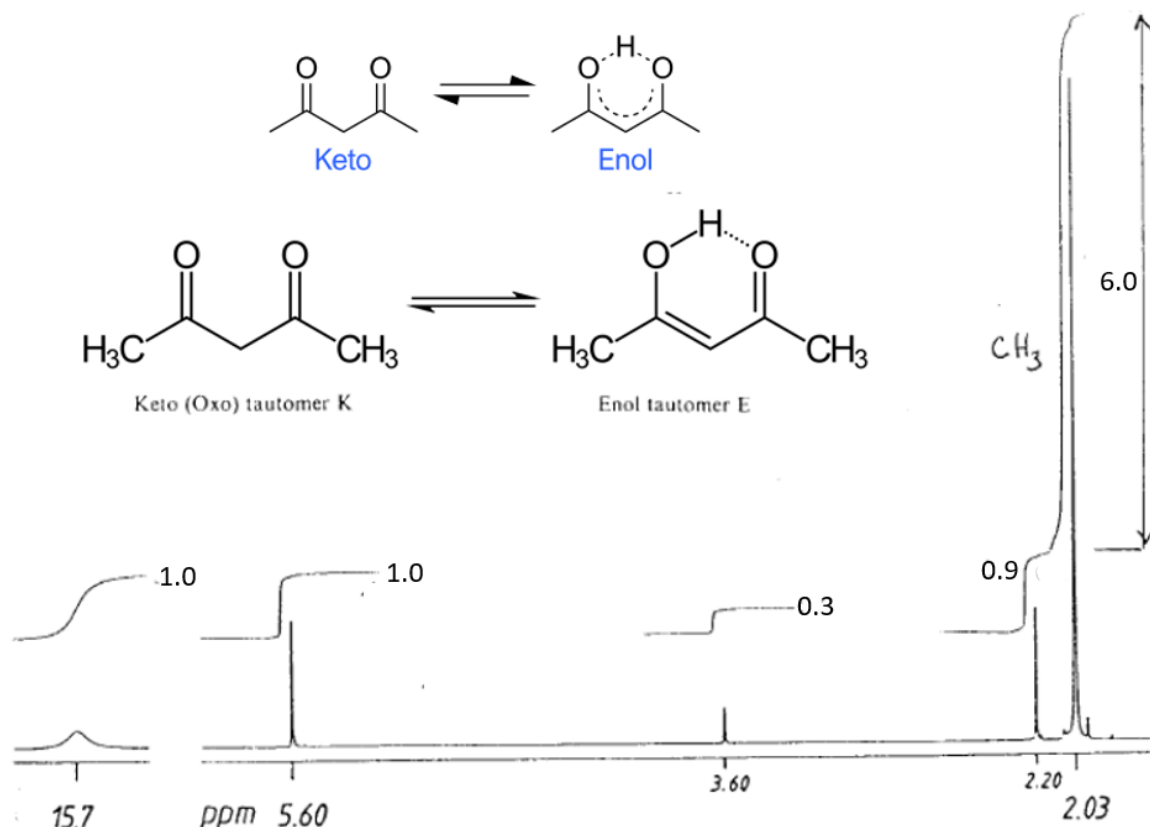 O O
O H O
Keto
Enol
O O
O H O
H₃C CH₃
H₃C CH₃
Keto (Oxo) tautomer K
Enol tautomer E
6.0
CH₃
1.0
1.0
0.3
0.9
15.7
ppm 5.60
3.60
2.20
2.03